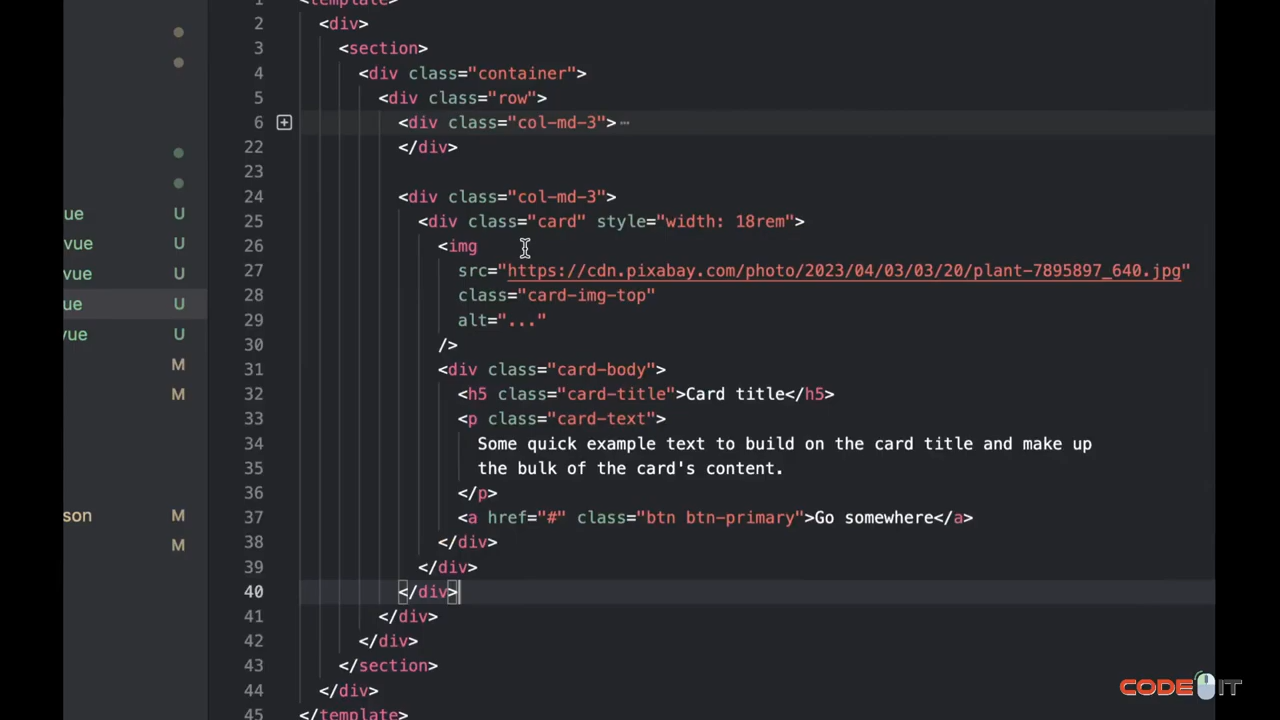 1 <template>
2 <div>
3 <section>
4 <div class="container">
5 <div class="row">
6 <div class="col-md-3"> ⋯
22 </div>
23
24 <div class="col-md-3">
25 <div class="card" style="width: 18rem">
26 <img
27 src="https://cdn.pixabay.com/photo/2023/04/03/03/20/plant-7895897_640.jpg"
28 class="card-img-top"
29 alt="..."
30 />
31 <div class="card-body">
32 <h5 class="card-title">Card title</h5>
33 <p class="card-text">
34 Some quick example text to build on the card title and make up
35 the bulk of the card's content.
36 </p>
37 <a href="#" class="btn btn-primary">Go somewhere</a>
38 </div>
39 </div>
40 </div>
41 </div>
42 </div>
43 </section>
44 </div>
45 </template>
ue U
vue U
vue U
ue U
vue U
M
M
son M
M
CODE IT